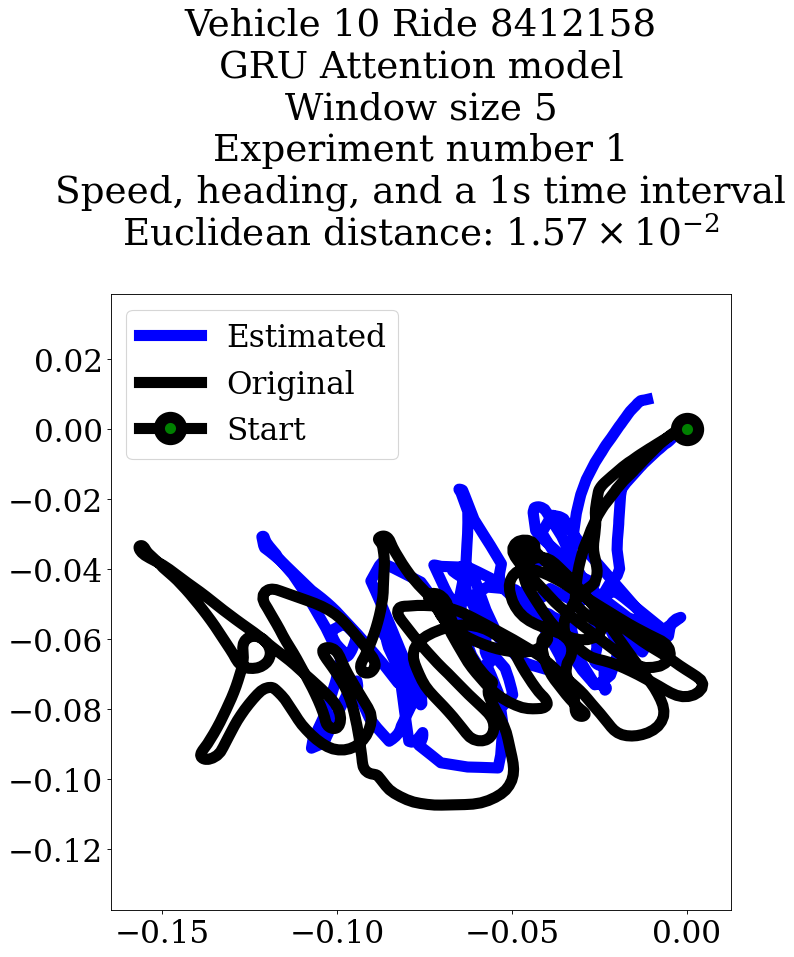 Vehicle 10 Ride 8412158
GRU Attention model
Window size 5
Experiment number 1
Speed, heading, and a 1s time interval
Euclidean distance: 1.57 × 10⁻²
Estimated
Original
Start
0.02
0.00
−0.02
−0.04
−0.06
−0.08
−0.10
−0.12
−0.15
−0.10
−0.05
0.00